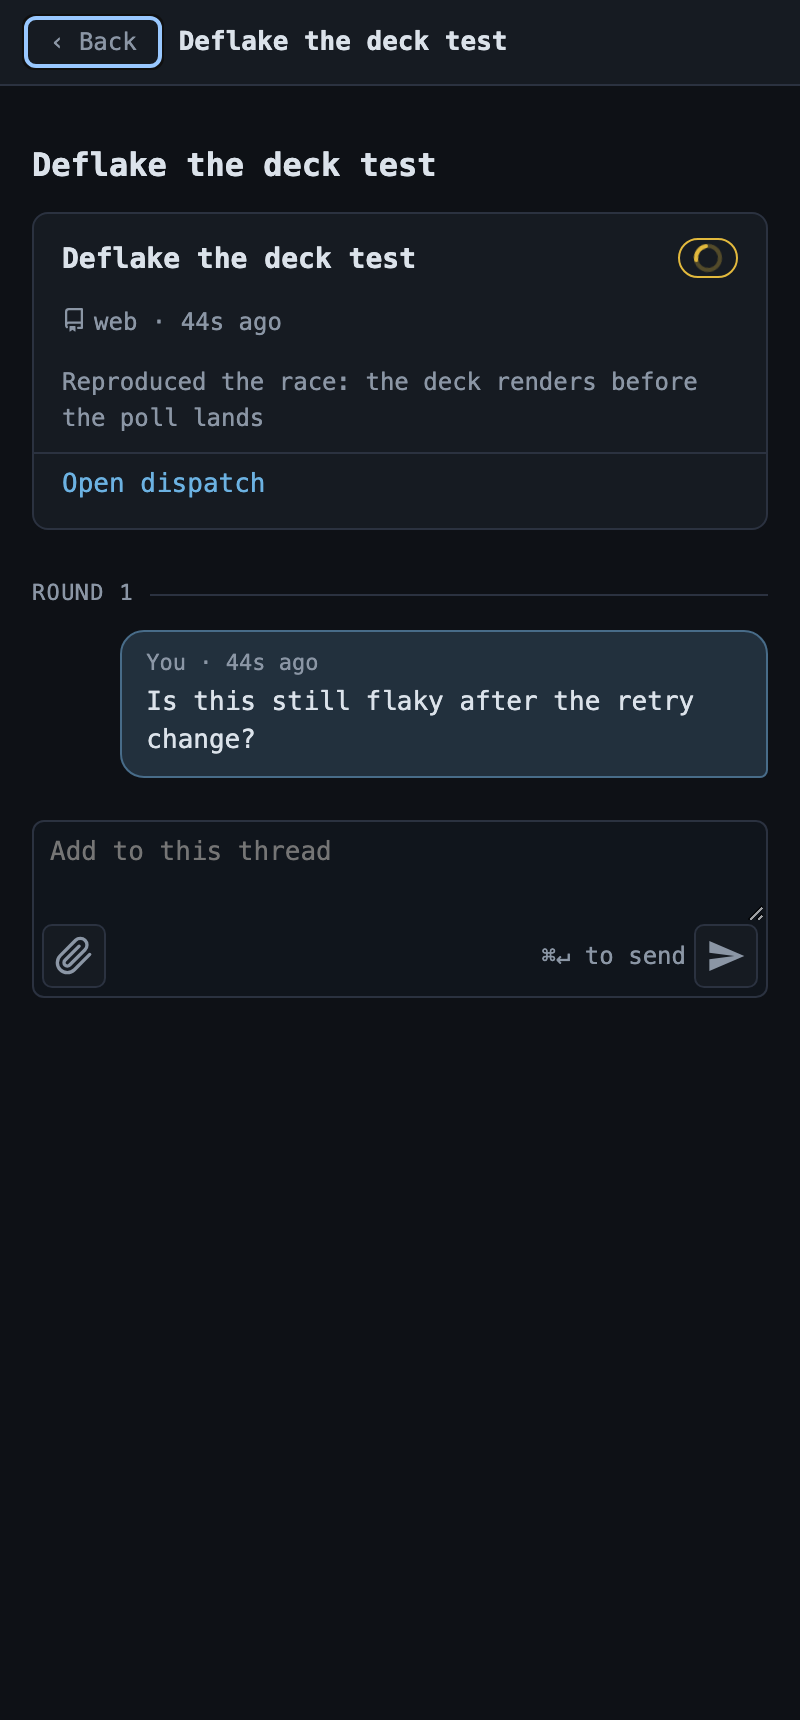 ‹ Back Deflake the deck test
Deflake the deck test
Deflake the deck test
web · 44s ago
Reproduced the race: the deck renders before
the poll lands
Open dispatch
ROUND 1
You · 44s ago
Is this still flaky after the retry
change?
Add to this thread
⌘↵ to send